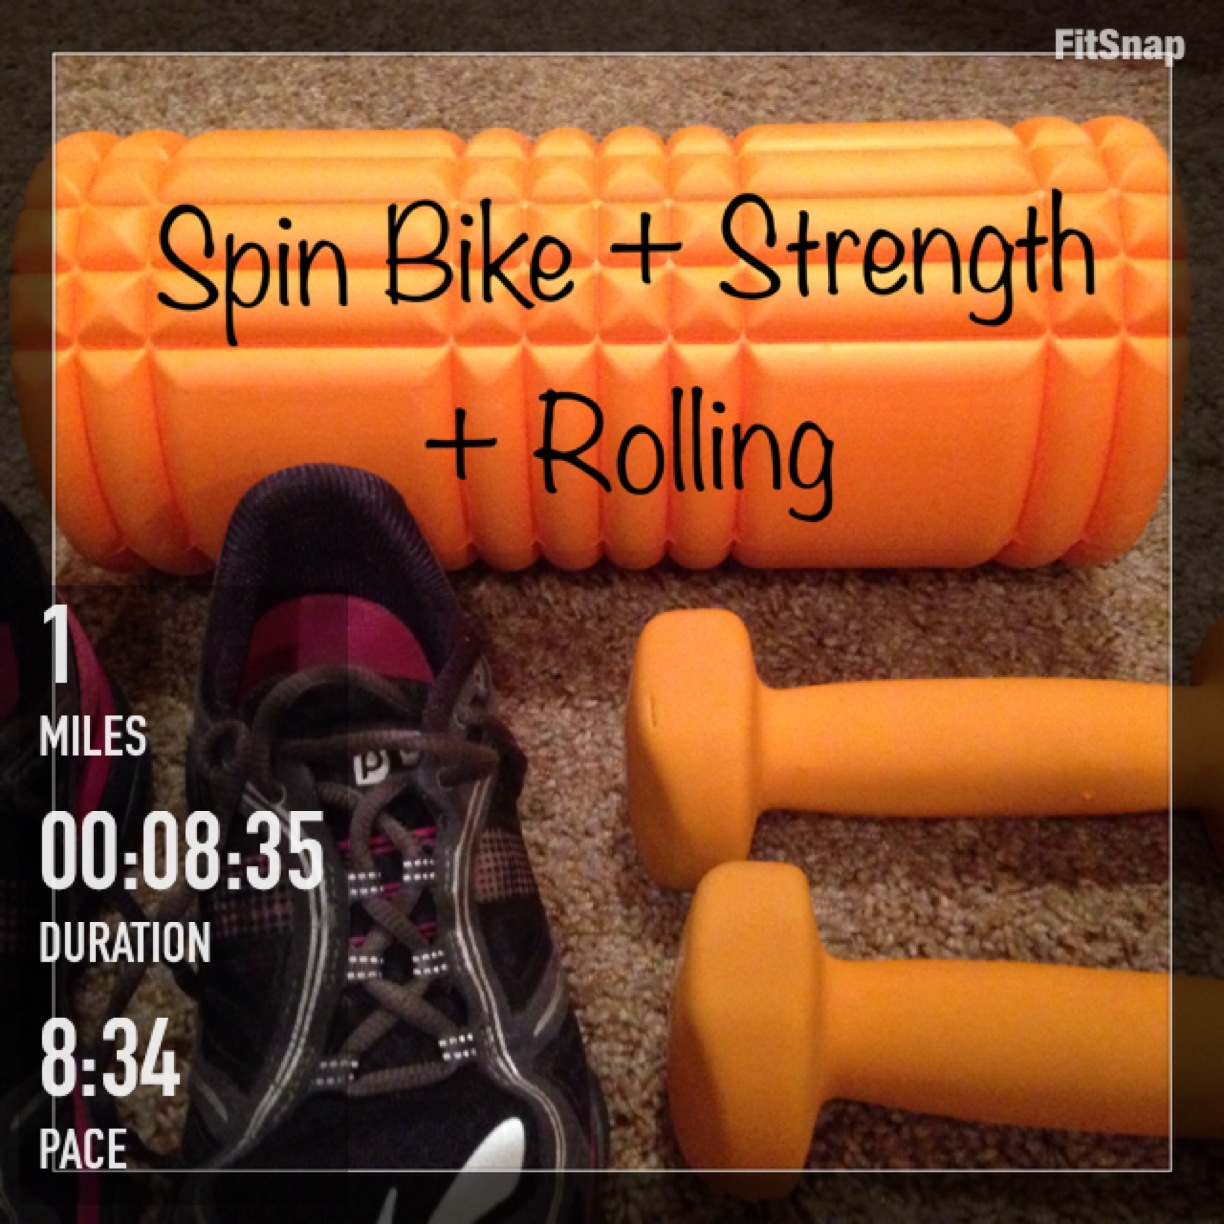 FitSnap
Spin Bike + Strength
+ Rolling
1
MILES
00:08:35
DURATION
8:34
PACE